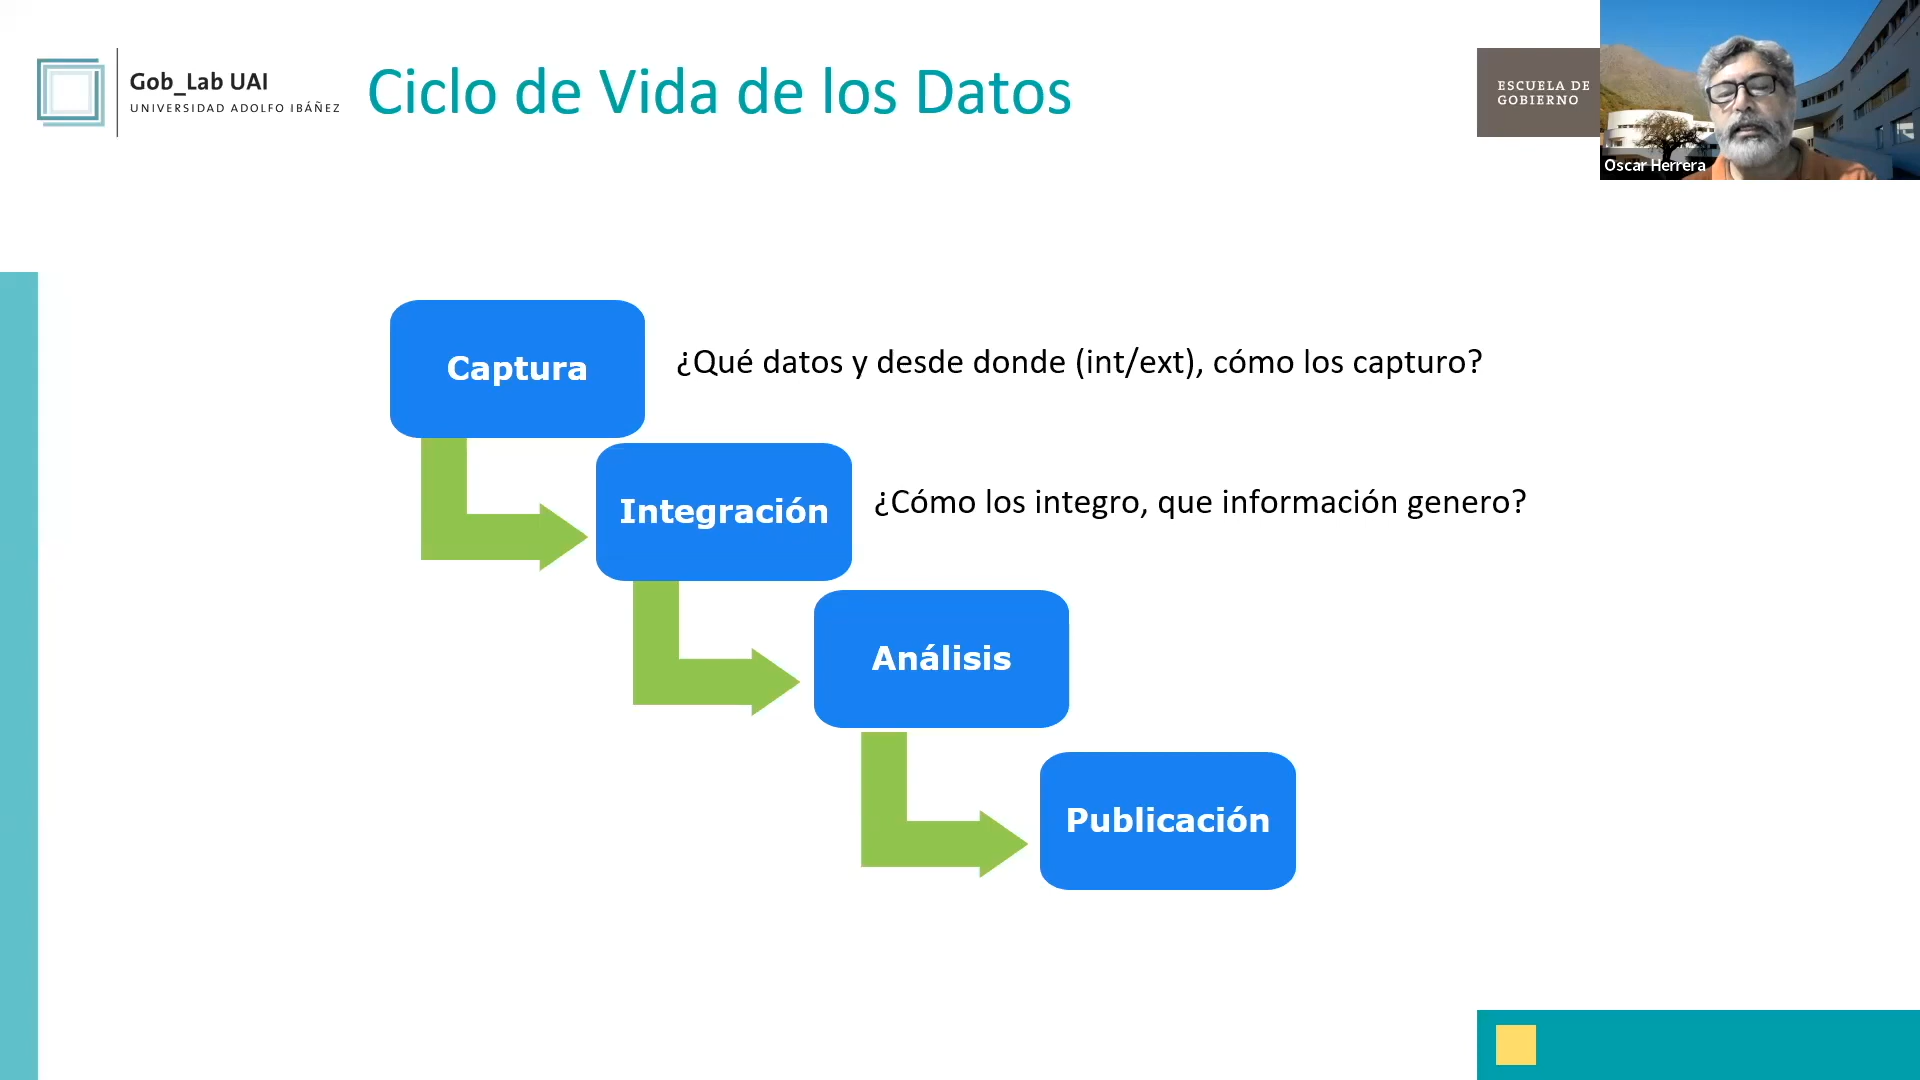 Gob_Lab UAI
UNIVERSIDAD ADOLFO IBÁÑEZ
Ciclo de Vida de los Datos
ESCUELA DE
GOBIERNO
Oscar Herrera
Captura
¿Qué datos y desde donde (int/ext), cómo los capturo?
Integración
¿Cómo los integro, que información genero?
Análisis
Publicación